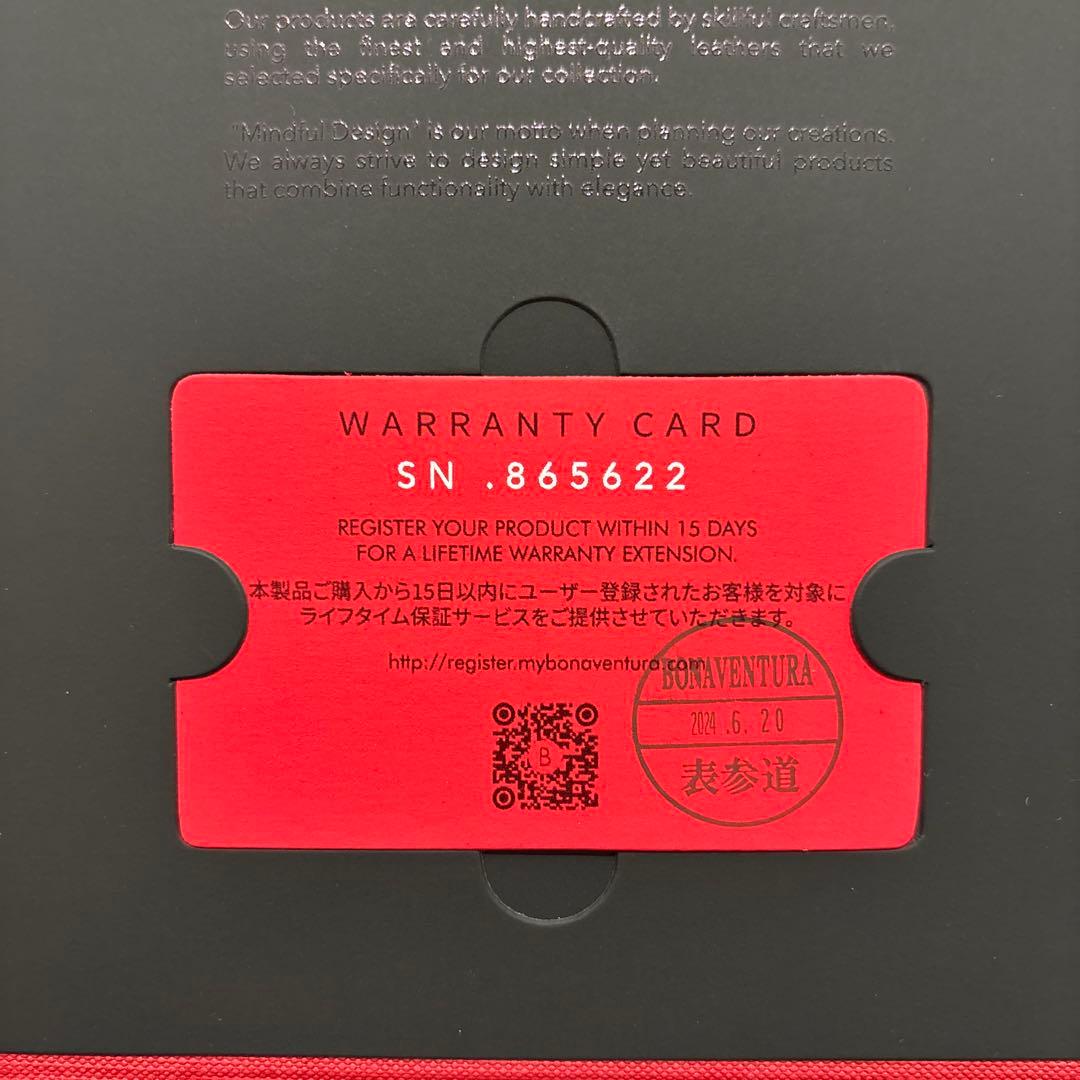 Our products are carefully handcrafted by skillful craftsmen,
using the finest and highest-quality leathers that we
selected specifically for our collection.
"Mindful Design" is our motto when planning our creations.
We always strive to design simple yet beautiful products
that combine functionality with elegance.
WARRANTY CARD
SN .865622
REGISTER YOUR PRODUCT WITHIN 15 DAYS
FOR A LIFETIME WARRANTY EXTENSION.
本製品ご購入から15日以内にユーザー登録されたお客様を対象に
ライフタイム保証サービスをご提供させていただきます。
http://register.mybonaventura.com
BONAVENTURA
2024 .6. 20
表参道
B